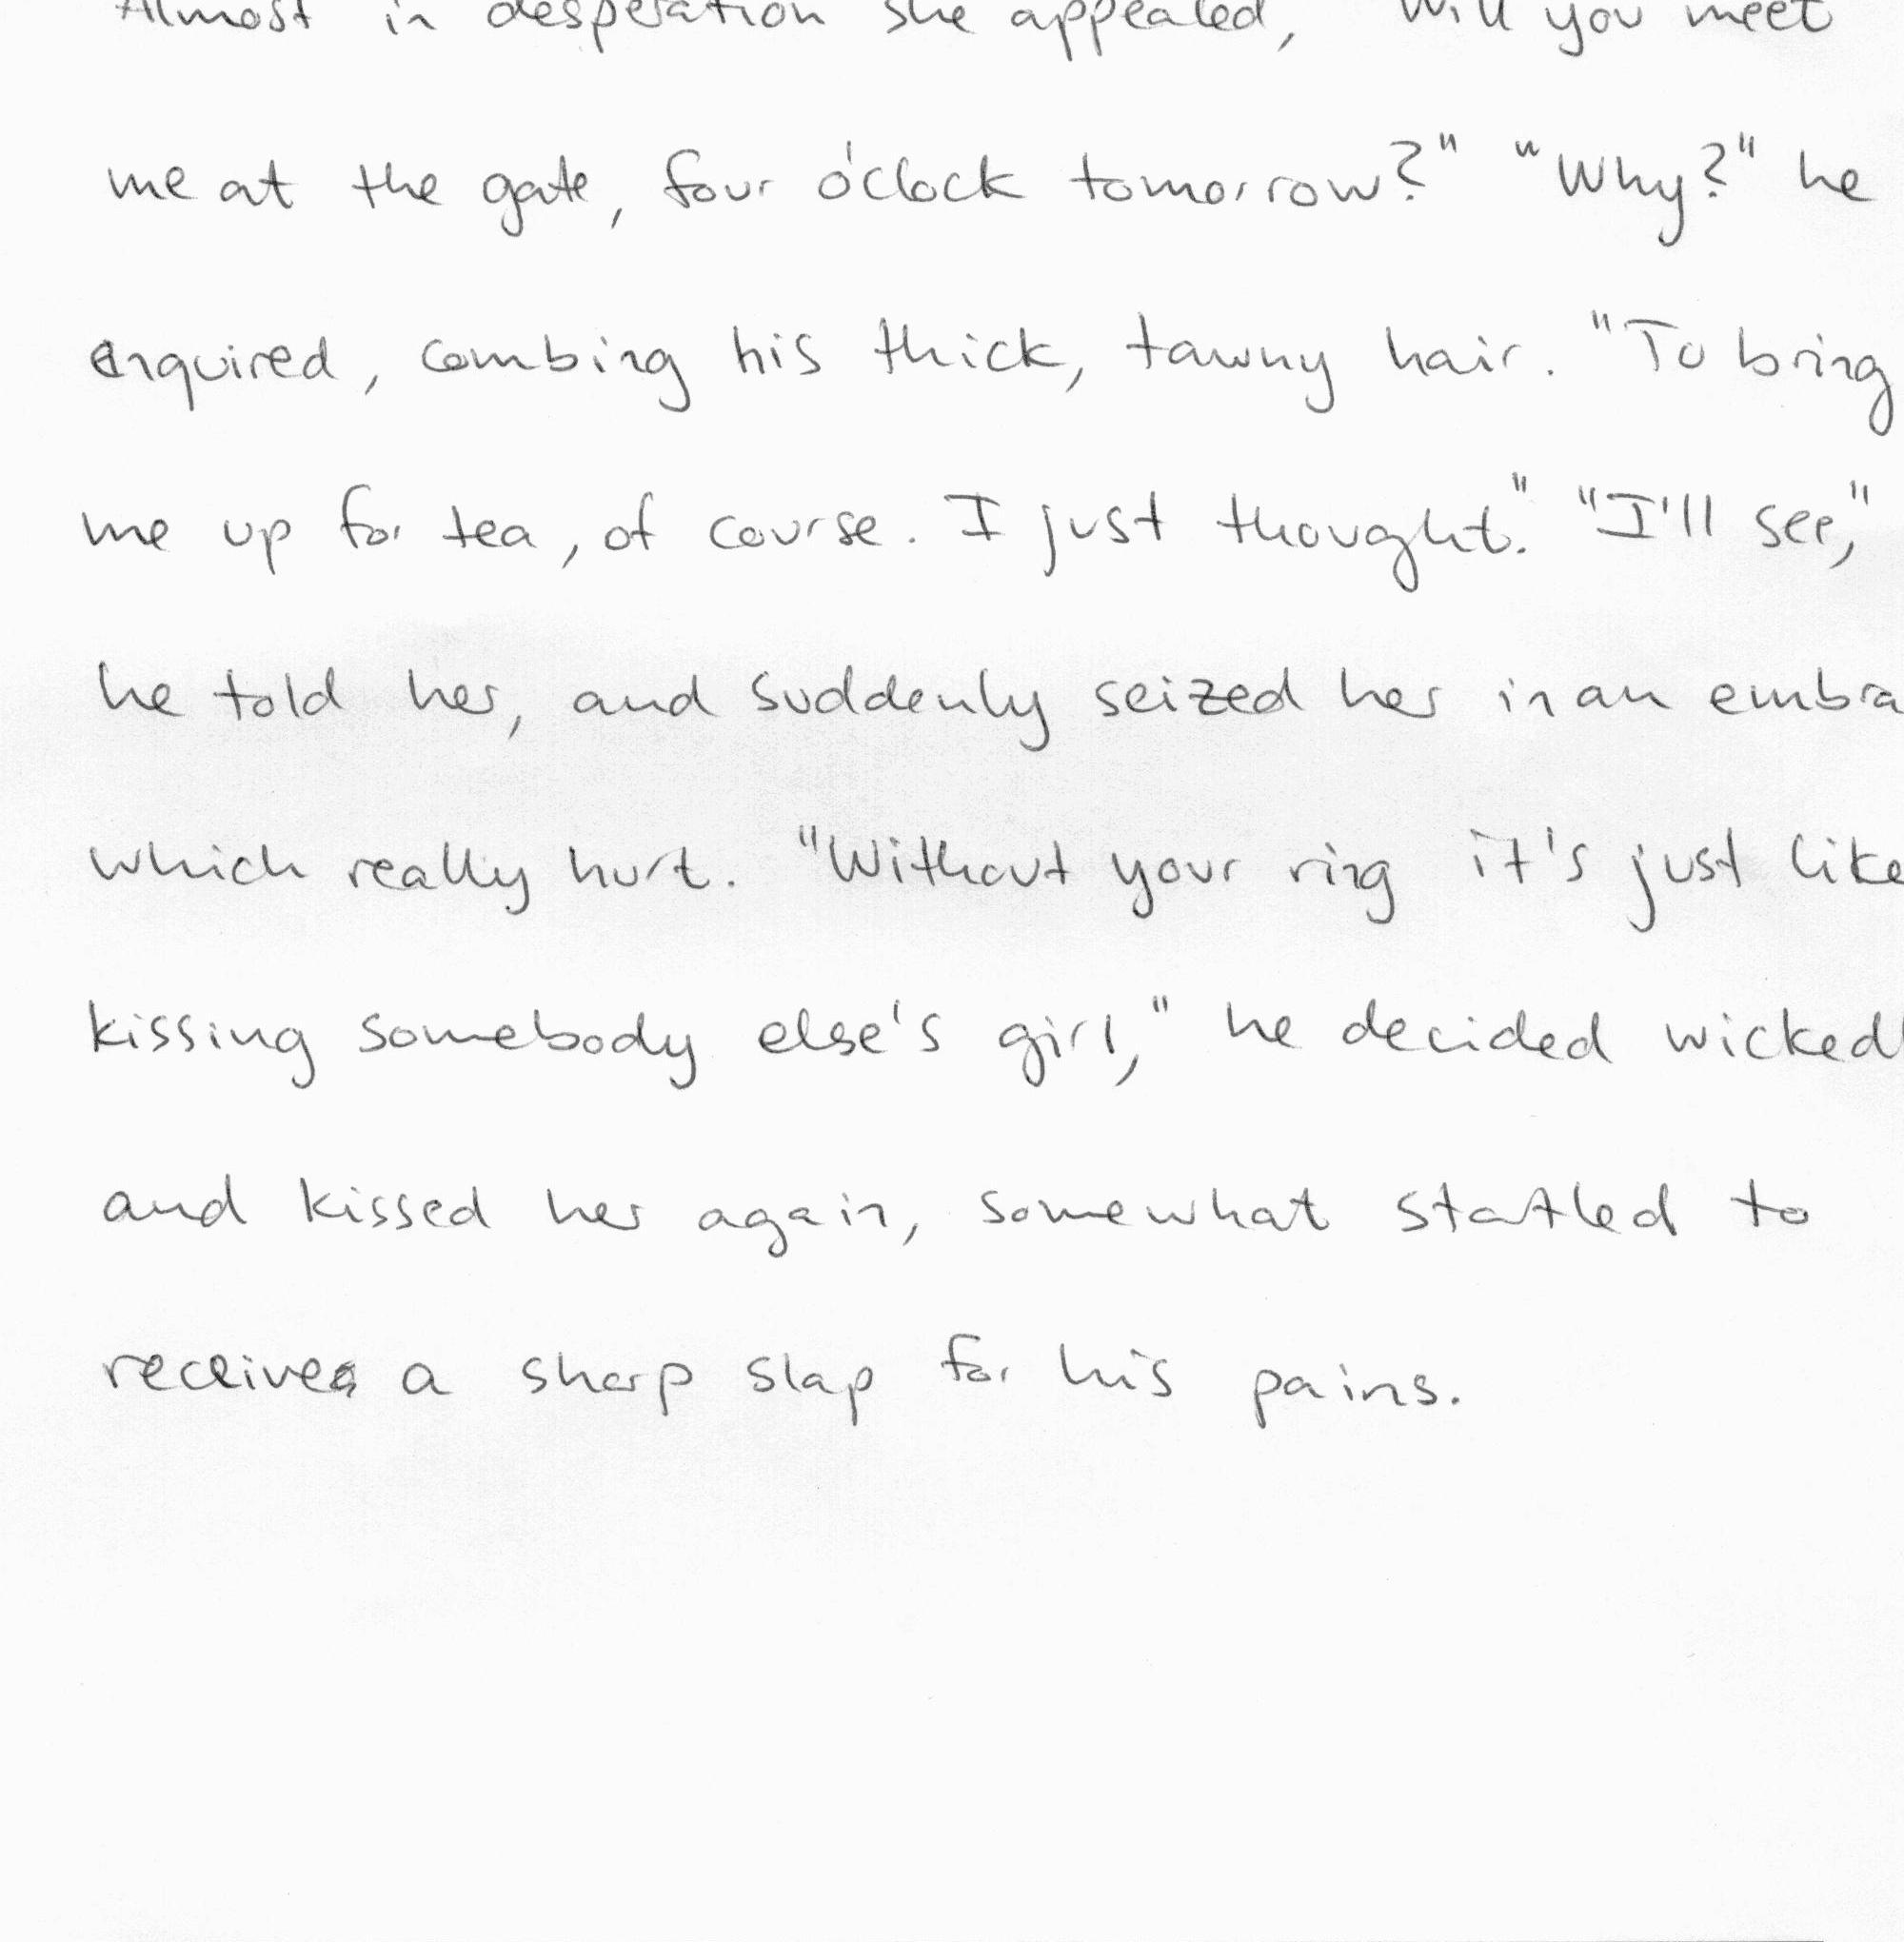 Almost in desperation she appealed, Will you meet
me at the gate, four o'clock tomorrow?" "Why?" he
enquired, combing his thick, tawny hair. "To bring
me up for tea, of course. I just thought." "I'll see,"
he told her, and suddenly seized her in an embra
which really hurt. "Without your ring it's just like
kissing somebody else's girl," he decided wickedl
and kissed her again, somewhat startled to
receive a sharp slap for his pains.